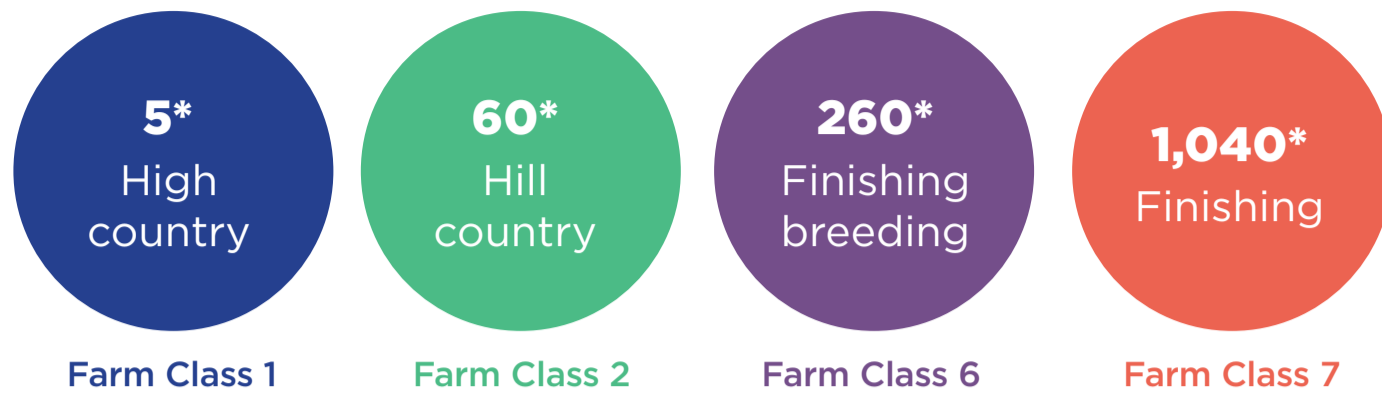 5*
High
country
Farm Class 1
60*
Hill
country
Farm Class 2
260*
Finishing
breeding
Farm Class 6
1,040*
Finishing
Farm Class 7